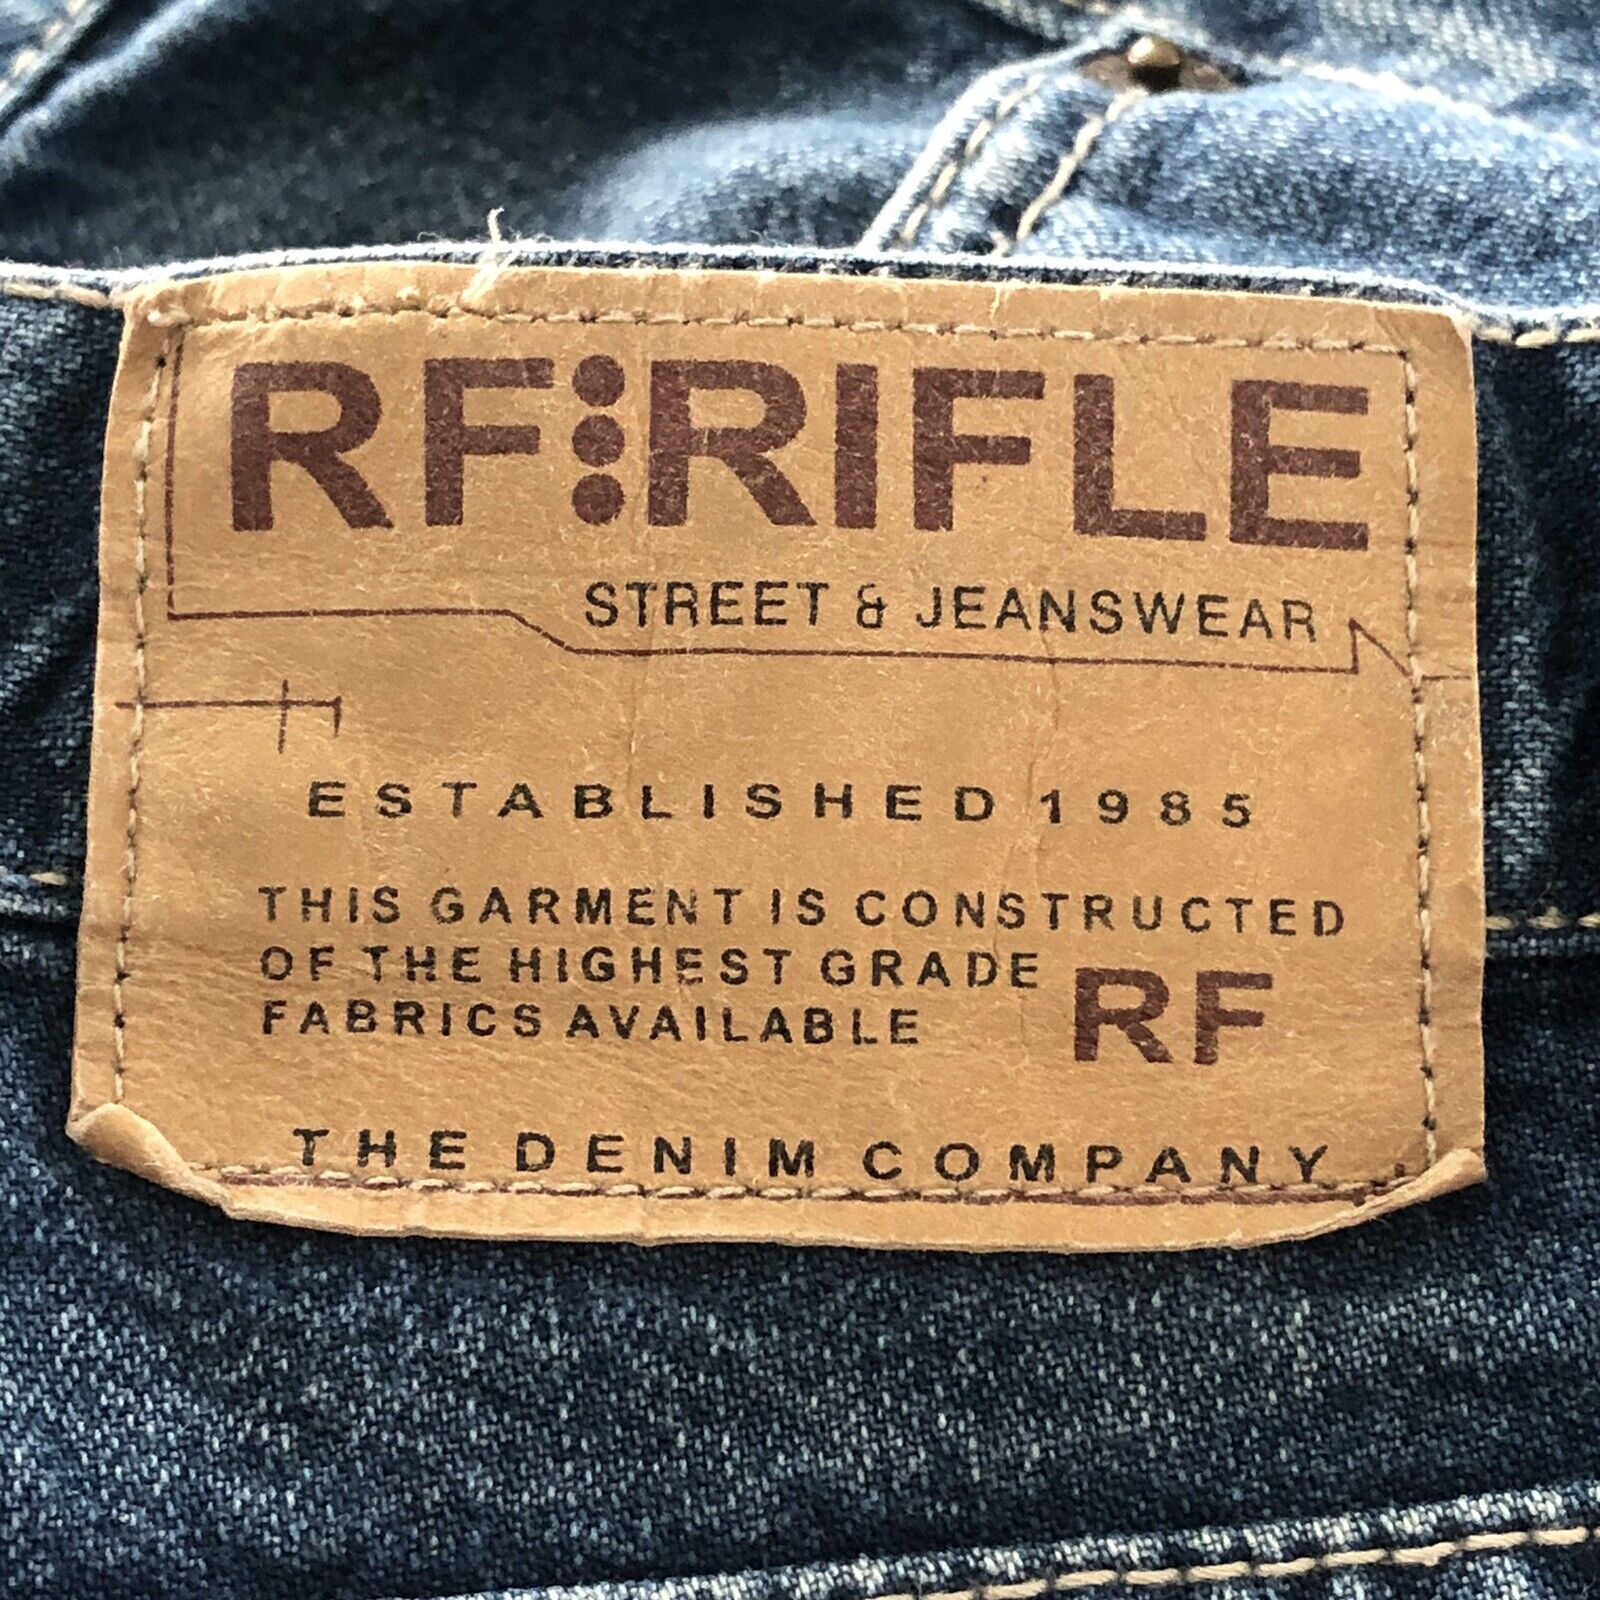 RF RIFLE
STREET & JEANSWEAR
ESTABLISHED 1985
THIS GARMENT IS CONSTRUCTED
OF THE HIGHEST GRADE
FABRICS AVAILABLE
RF
THE DENIM COMPANY